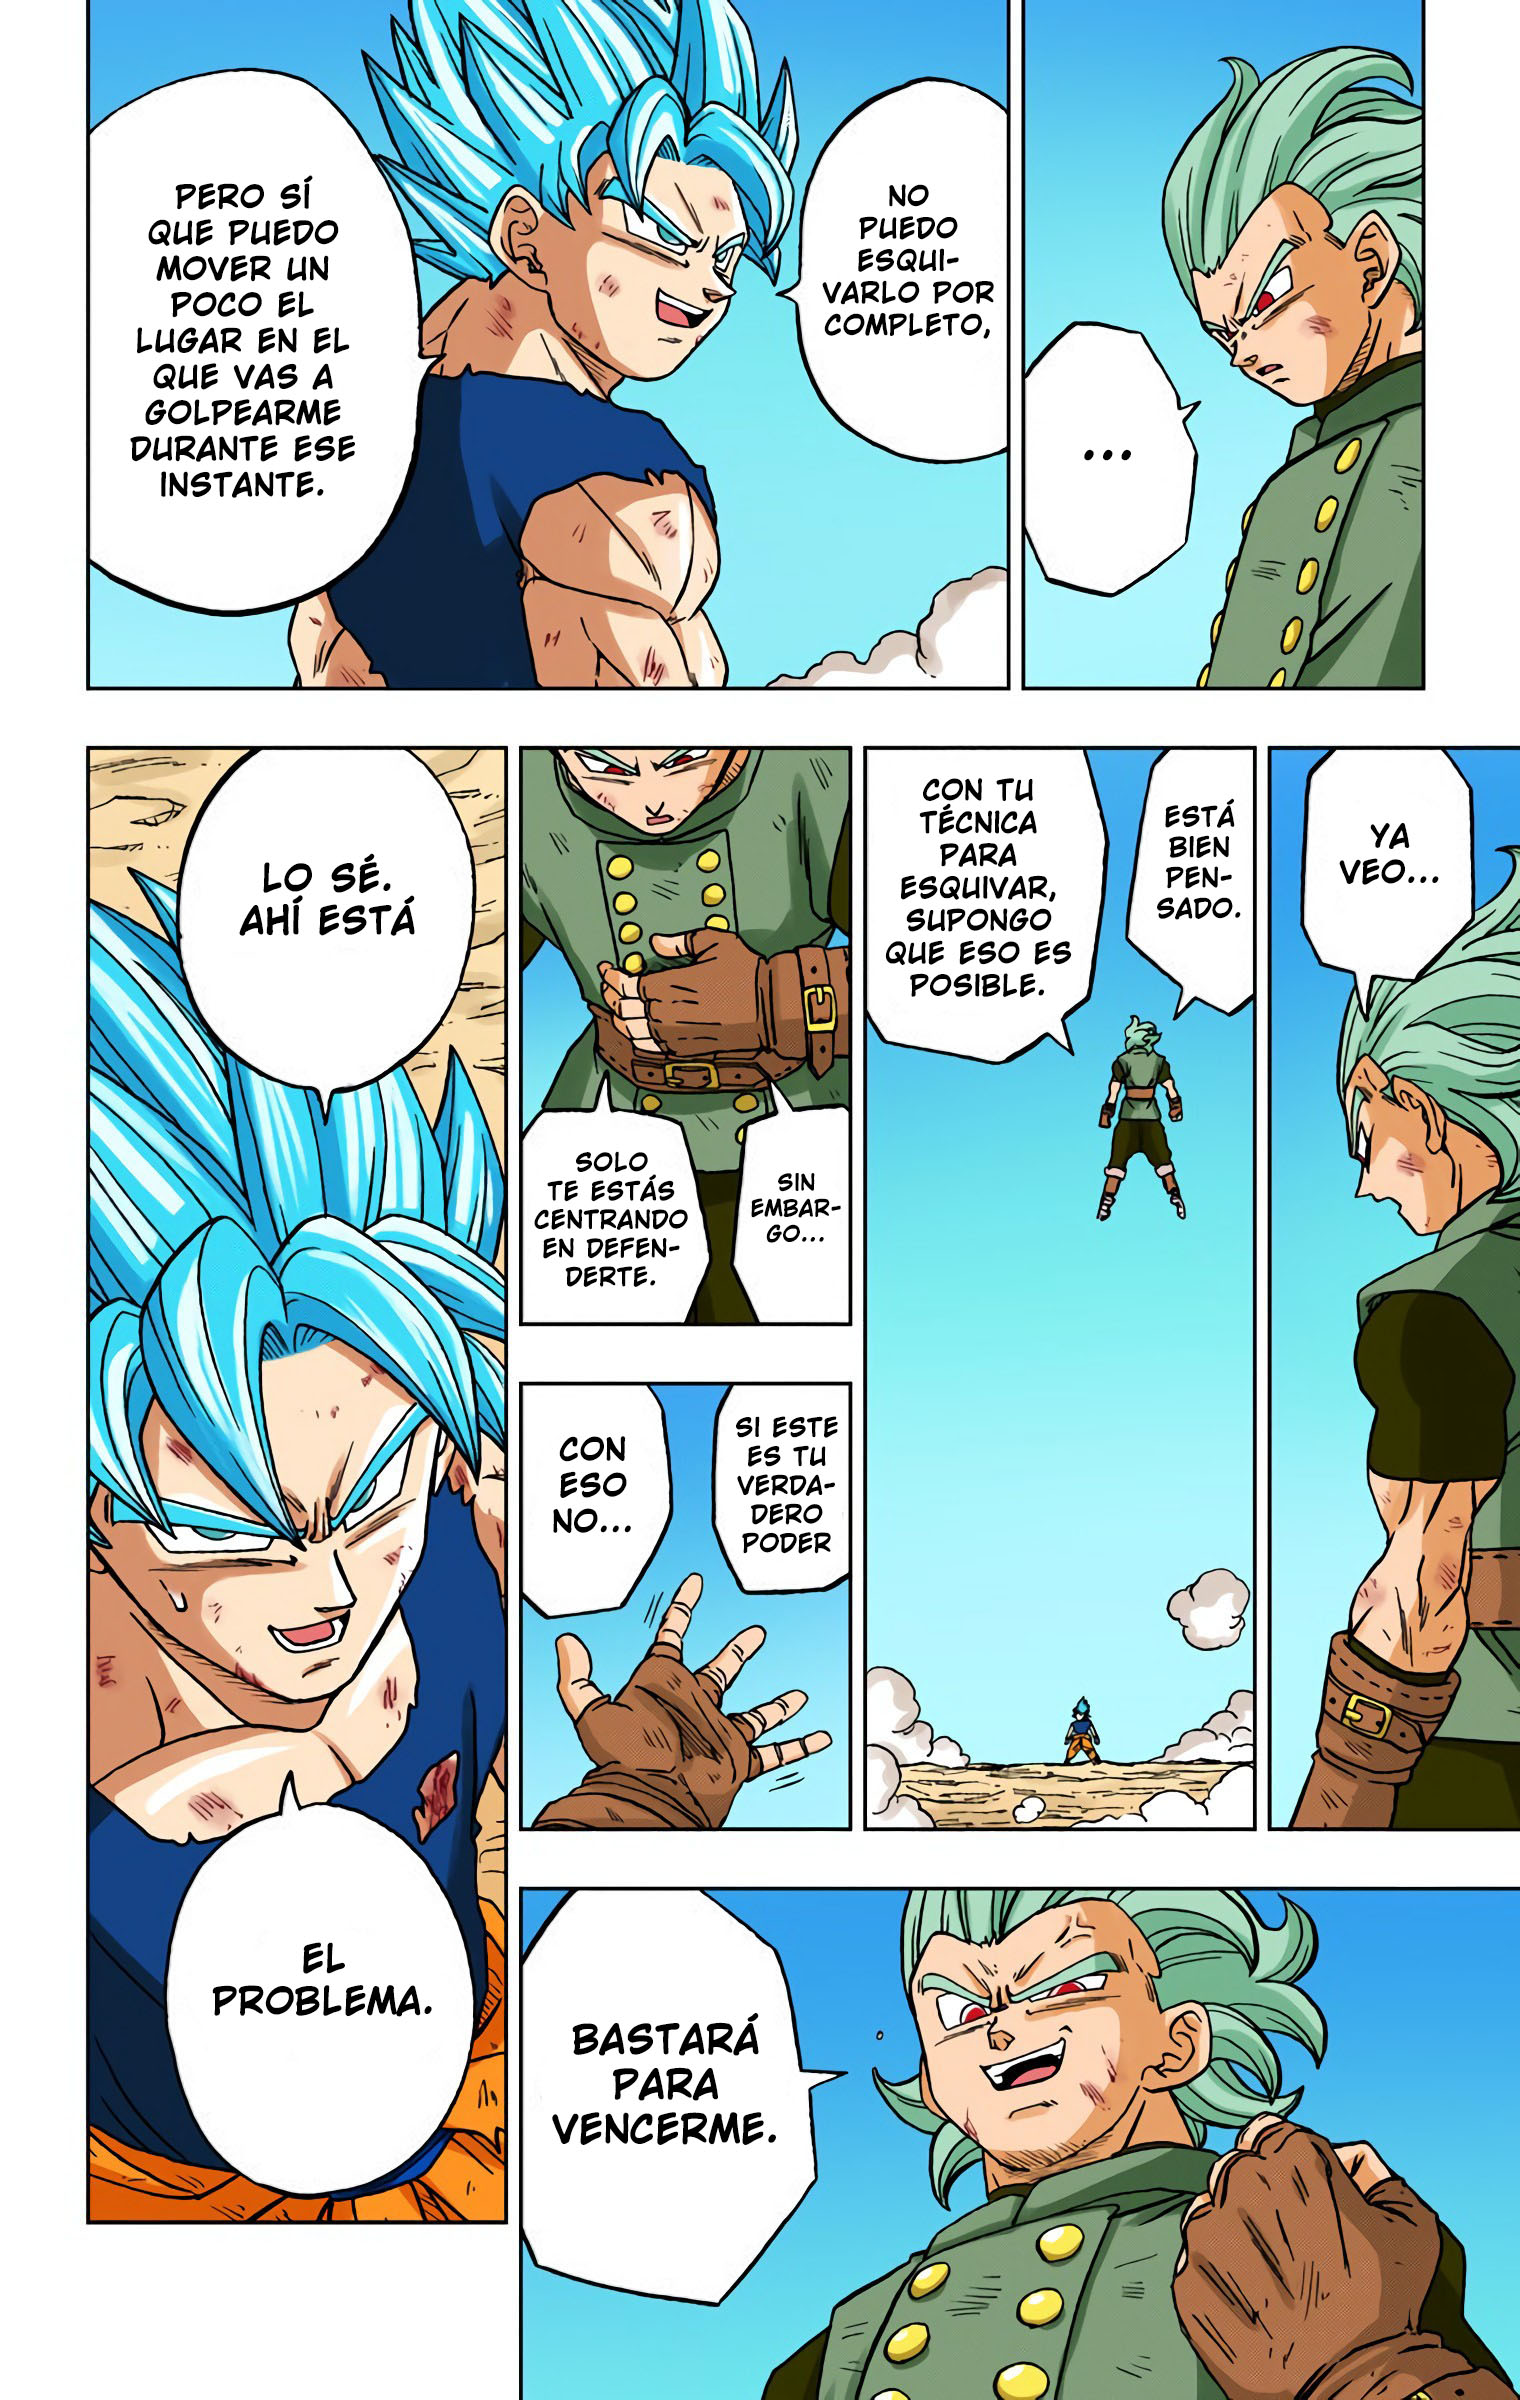 ...
NO
PUEDO
ESQUI-
VARLO POR
COMPLETO,
PERO SÍ
QUE PUEDO
MOVER UN
POCO EL
LUGAR EN EL
QUE VAS A
GOLPEARME
DURANTE ESE
INSTANTE.
YA
VEO...
ESTÁ
BIEN
PEN-
SADO.
CON TU
TÉCNICA
PARA
ESQUIVAR,
SUPONGO
QUE ESO ES
POSIBLE.
SIN
EMBAR-
GO...
SOLO
TE ESTÁS
CENTRANDO
EN DEFEN-
DERTE.
SI ESTE
ES TU
VERDA-
DERO
PODER
CON
ESO
NO...
BASTARÁ
PARA
VENCERME.
LO SÉ.
AHÍ ESTÁ
EL
PROBLEMA.